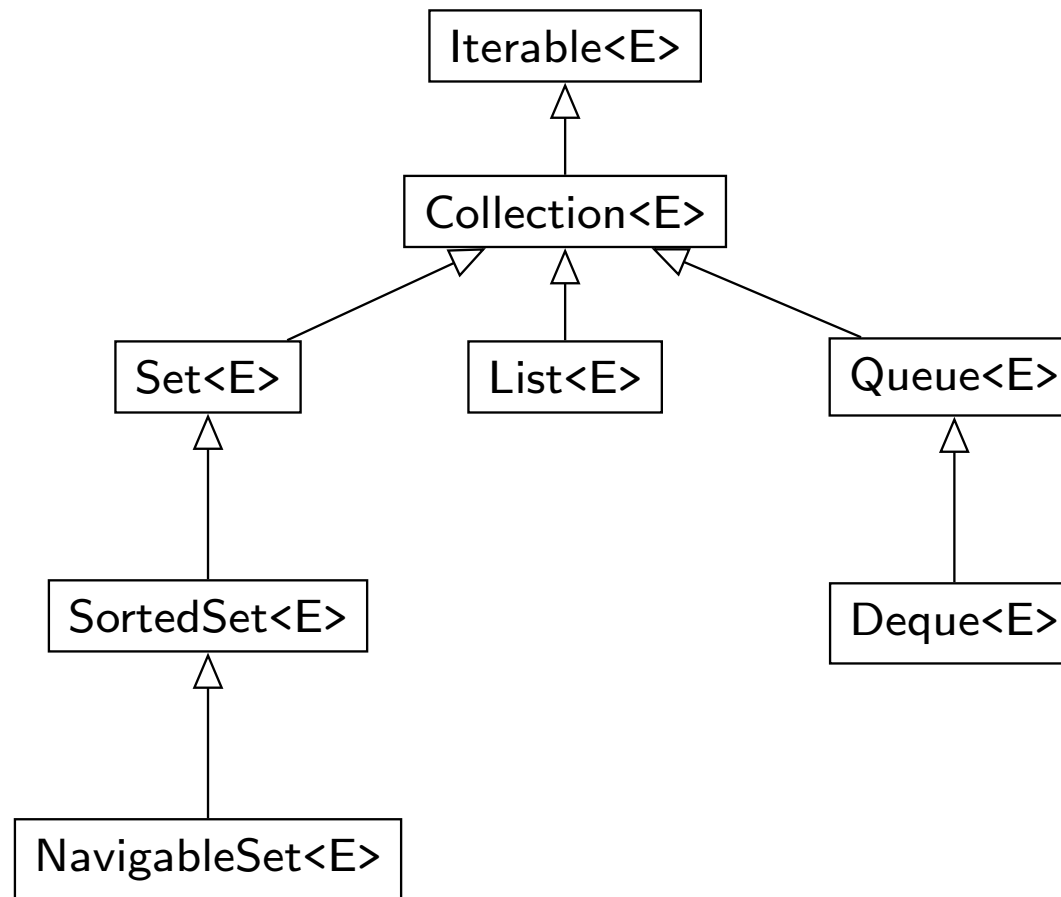 Iterable<E>
Collection<E>
Set<E>
List<E>
Queue<E>
SortedSet<E>
Deque<E>
NavigableSet<E>